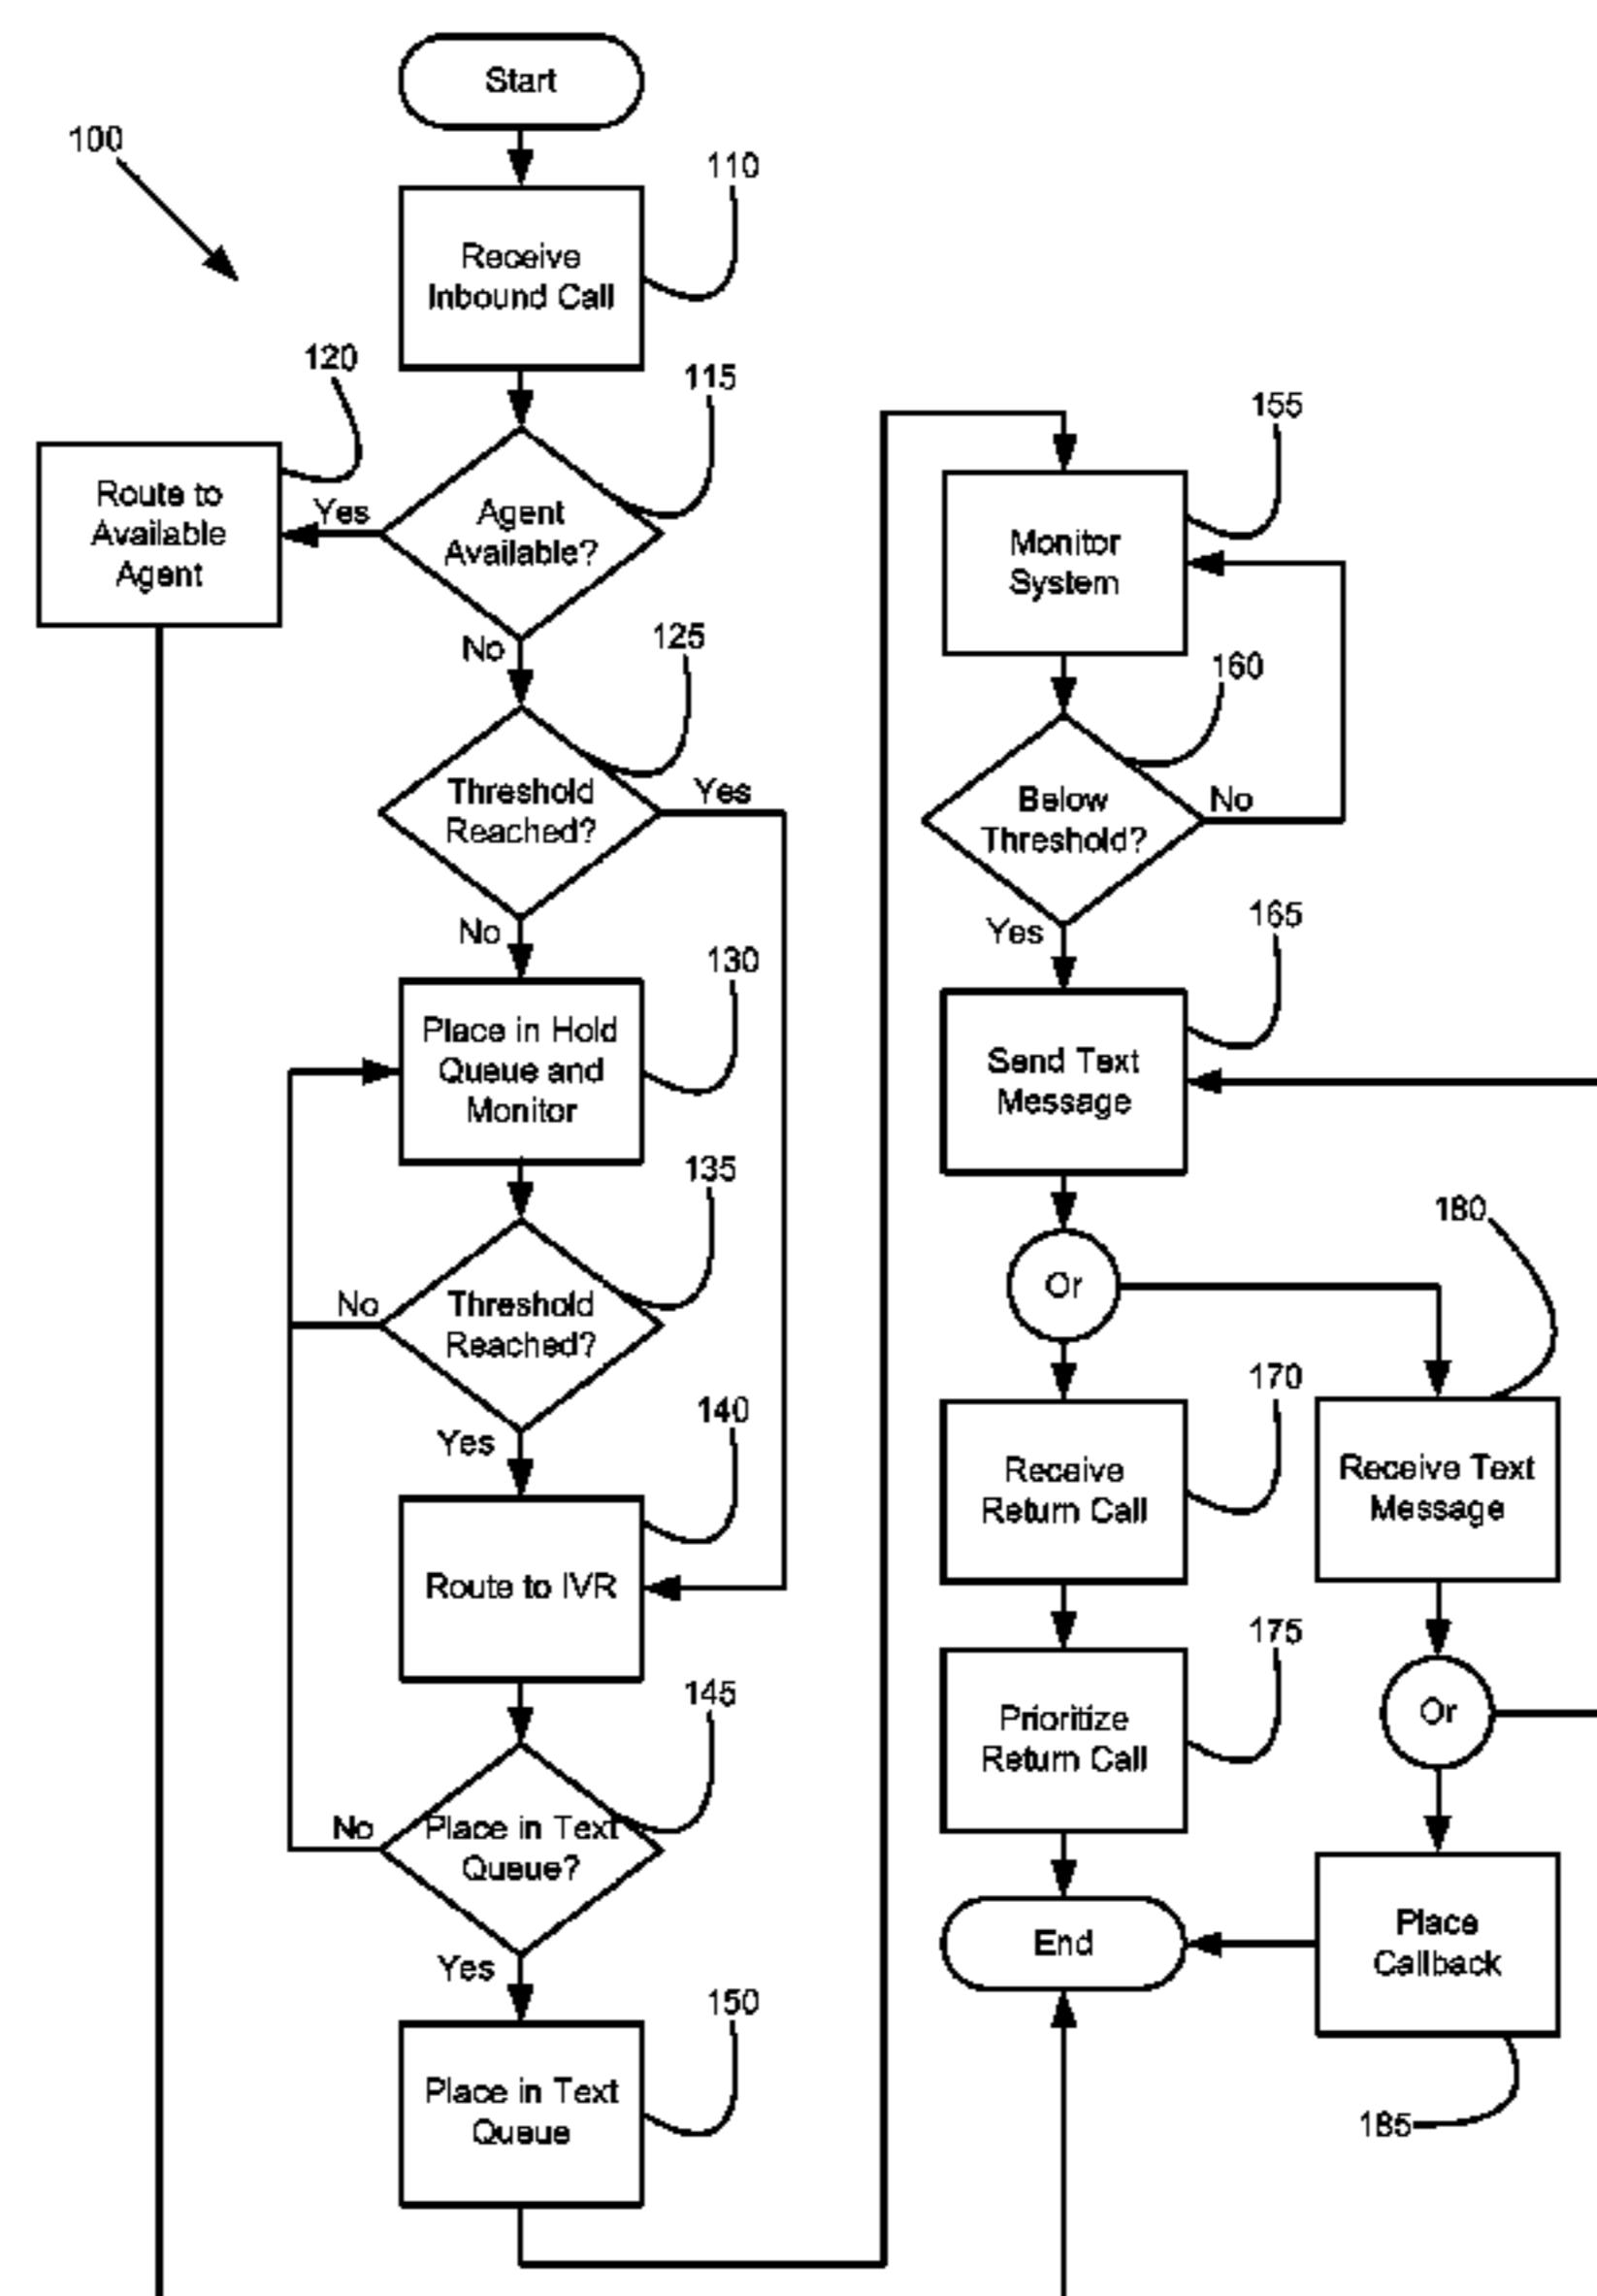 Start
100
110
Receive
Inbound Call
120
115
Route to
Available
Agent
Yes
Agent
Available?
No
125
Threshold
Reached?
Yes
No
130
Place in Hold
Queue and
Monitor
135
No
Threshold
Reached?
Yes
140
Route to IVR
145
No
Place in Text
Queue?
Yes
150
Place in Text
Queue
155
Monitor
System
160
Below
Threshold?
No
Yes
165
Send Text
Message
180
Or
170
Receive
Return Call
Receive Text
Message
175
Prioritize
Return Call
Or
End
Place
Callback
185